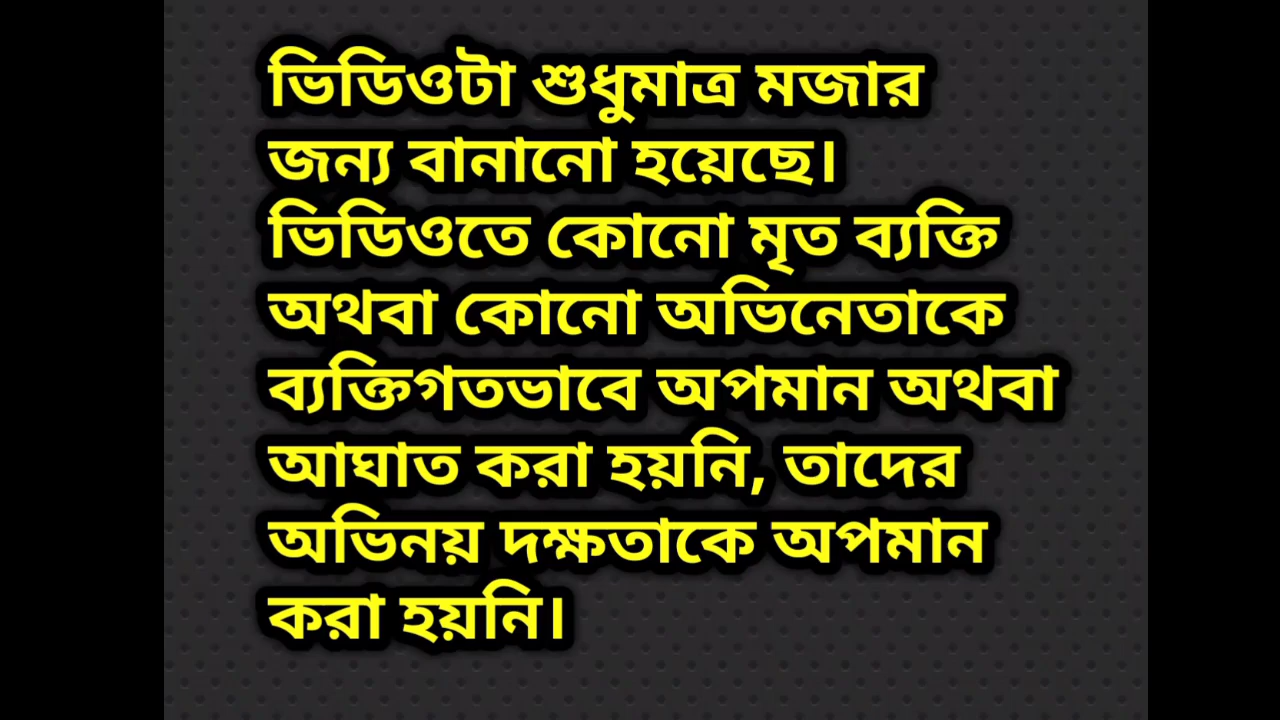 ভিডিওটা শুধুমাত্র মজার
জন্য বানানো হয়েছে।
ভিডিওতে কোনো মৃত ব্যক্তি
অথবা কোনো অভিনেতাকে
ব্যক্তিগতভাবে অপমান অথবা
আঘাত করা হয়নি, তাদের
অভিনয় দক্ষতাকে অপমান
করা হয়নি।